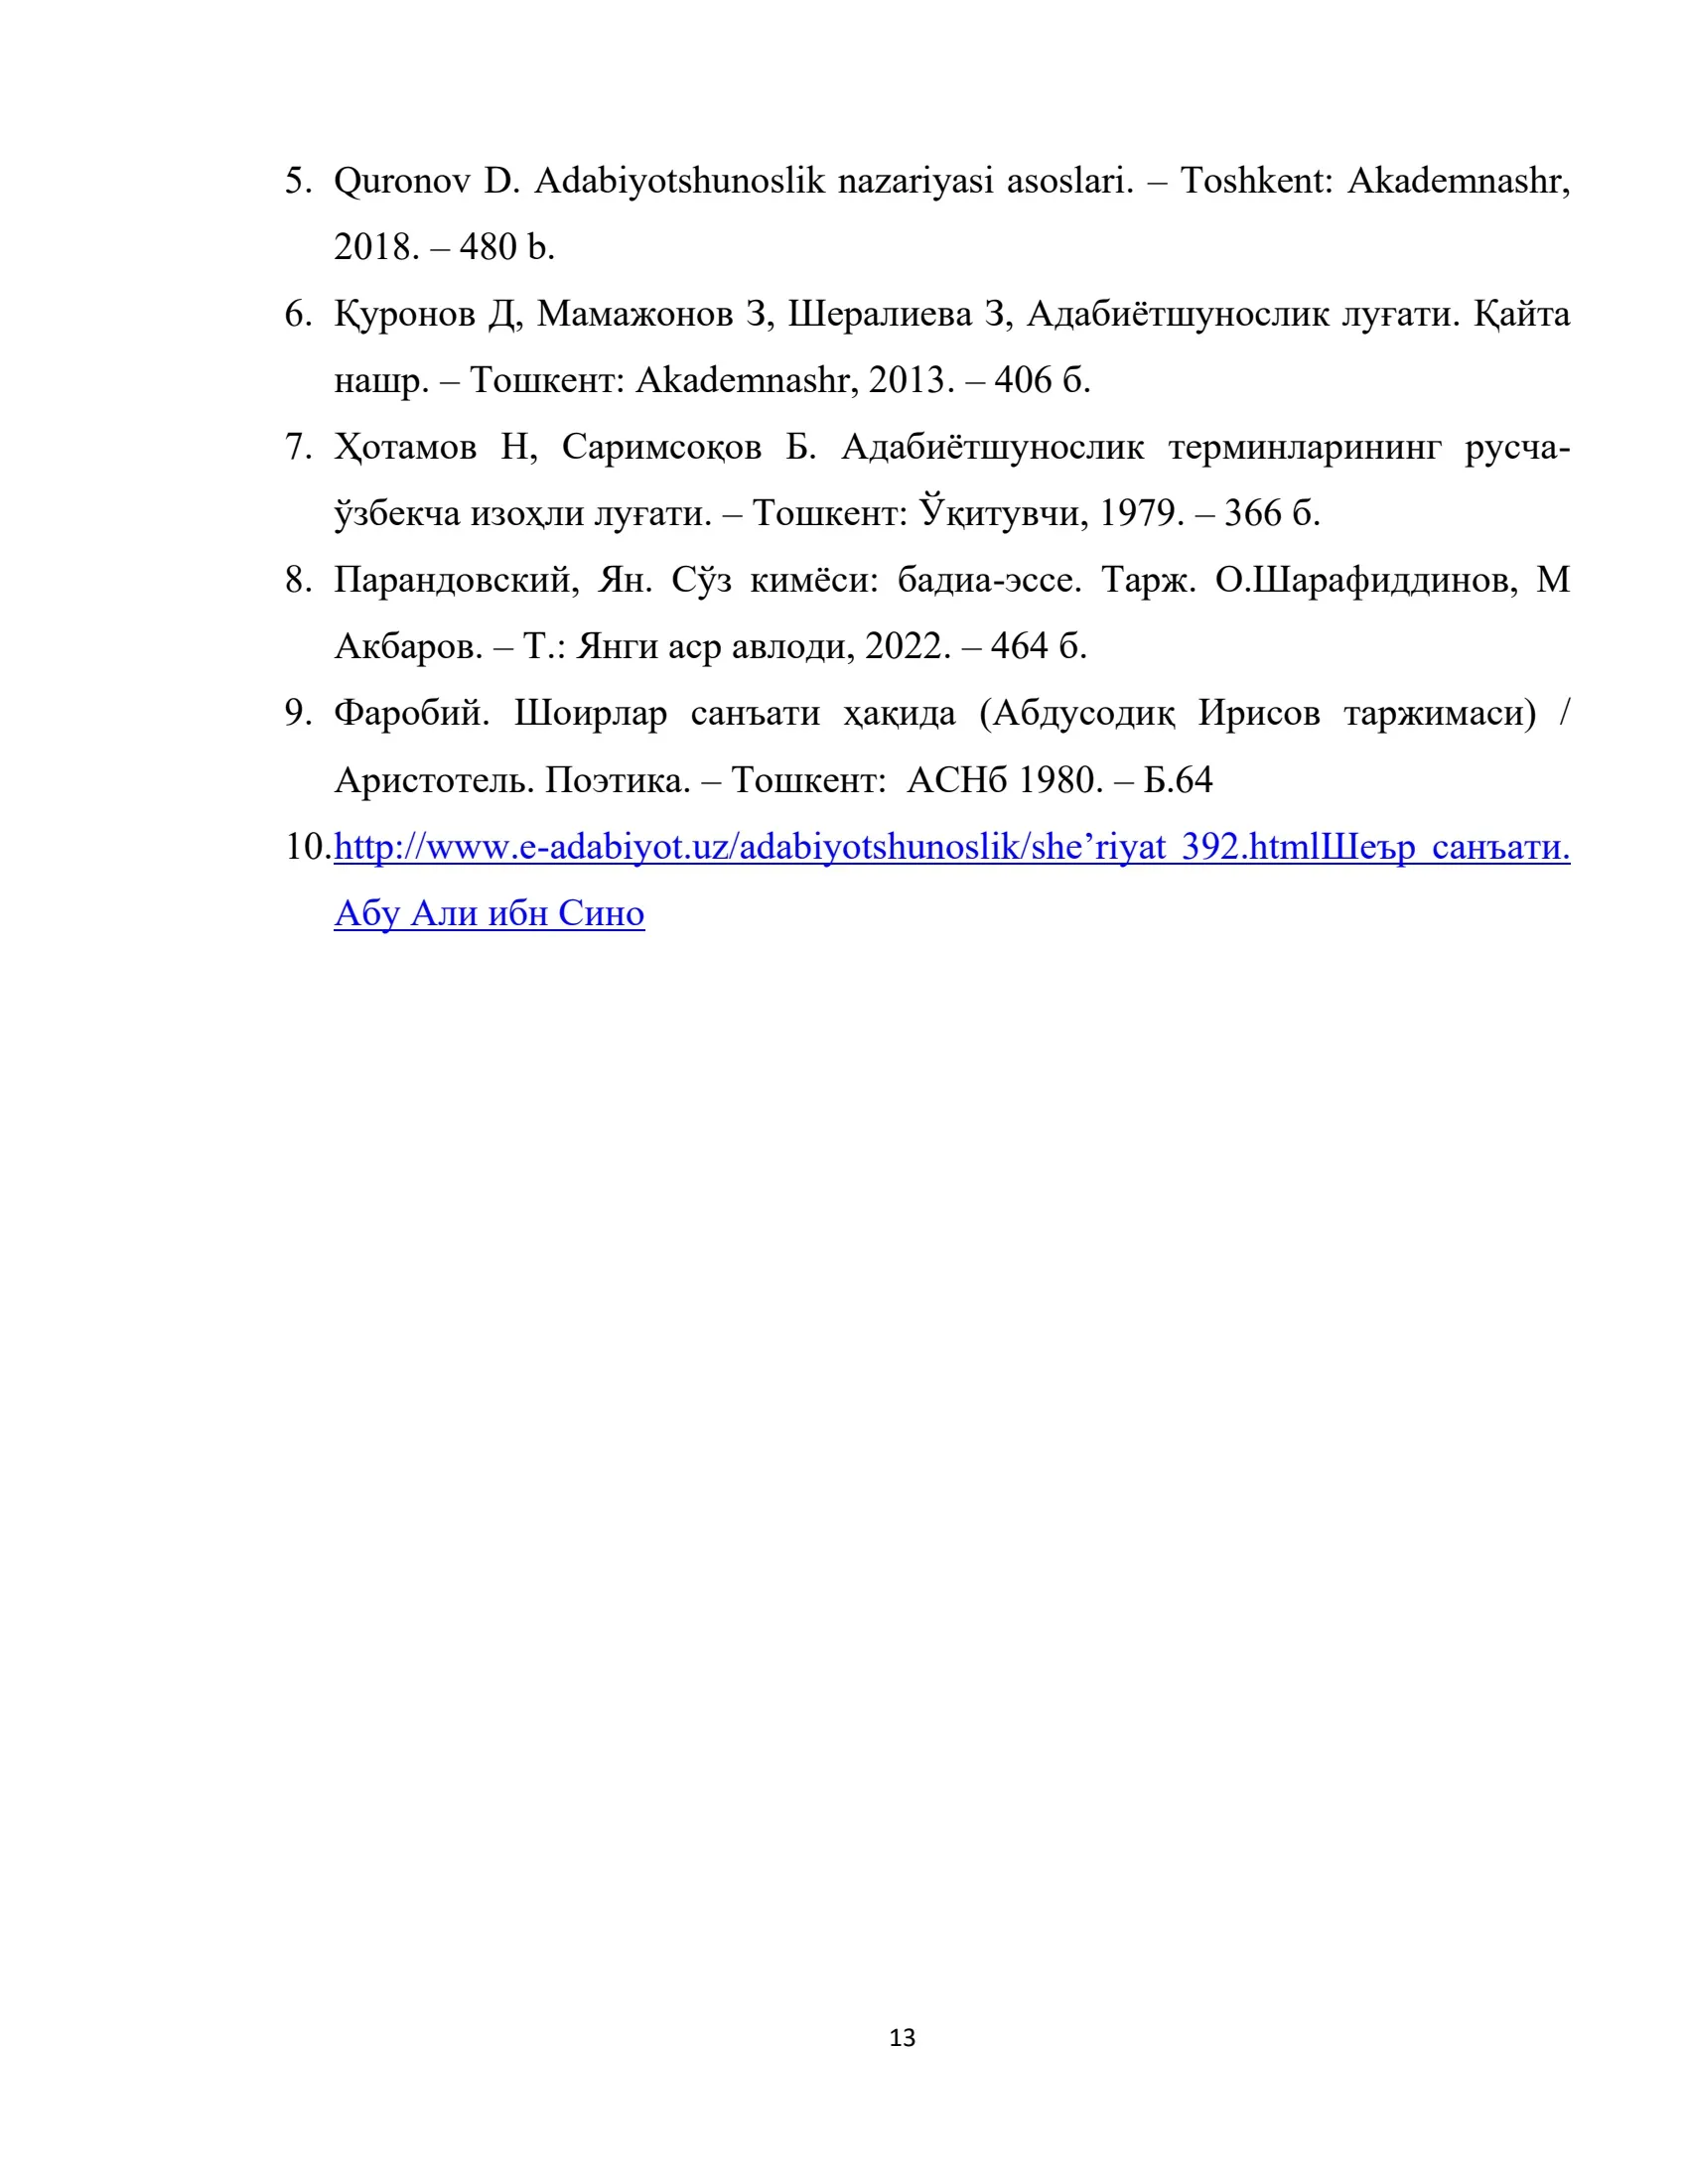 5. Quronov D. Adabiyotshunoslik nazariyasi asoslari. – Toshkent: Akademnashr,
2018. – 480 b.
6. Қуронов Д, Мамажонов З, Шералиева З, Адабиётшунослик луғати. Қайта
нашр. – Тошкент: Akademnashr, 2013. – 406 б.
7. Ҳотамов Н, Саримсоқов Б. Адабиётшунослик терминларининг русча-
ўзбекча изоҳли луғати. – Тошкент: Ўқитувчи, 1979. – 366 б.
8. Парандовский, Ян. Сўз кимёси: бадиа-эссе. Тарж. О.Шарафиддинов, М
Акбаров. – Т.: Янги аср авлоди, 2022. – 464 б.
9. Фаробий. Шоирлар санъати ҳақида (Абдусодиқ Ирисов таржимаси) /
Аристотель. Поэтика. – Тошкент: АСНб 1980. – Б.64
10.http://www.e-adabiyot.uz/adabiyotshunoslik/she’riyat 392.htmlШеър санъати.
Абу Али ибн Сино
13